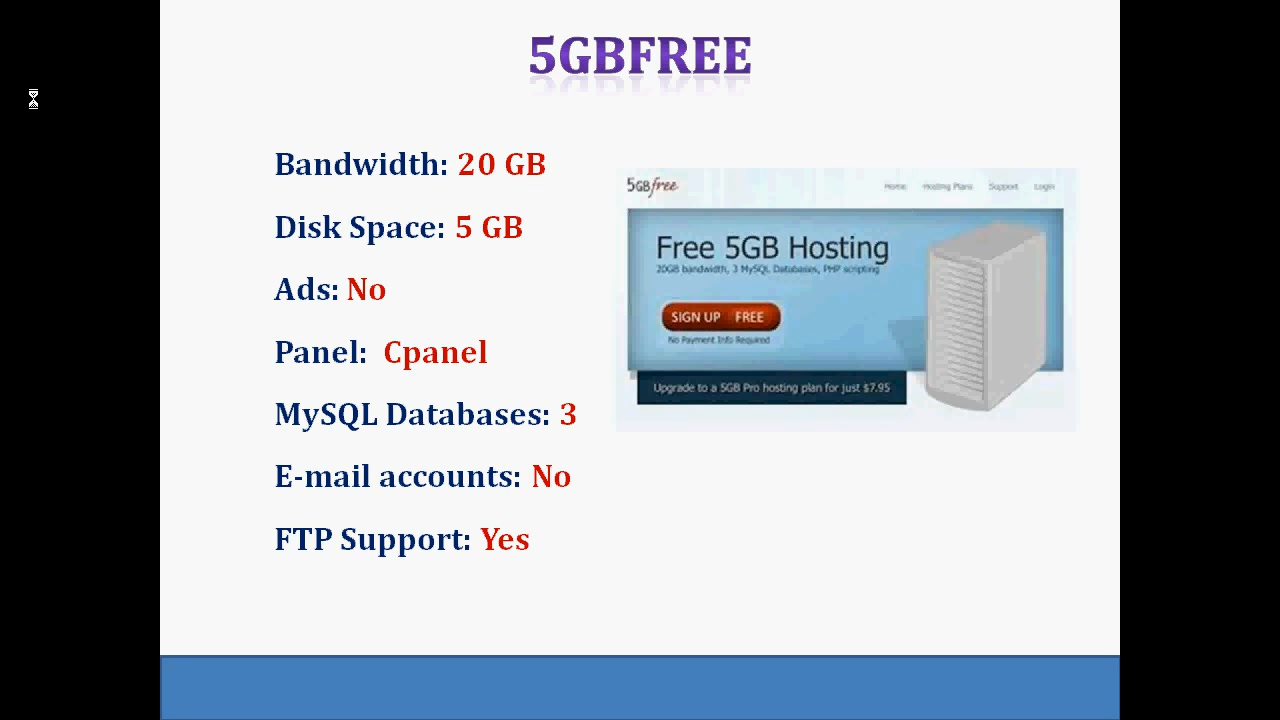 5GBFREE
Bandwidth: 20 GB
Disk Space: 5 GB
Ads: No
Panel: Cpanel
MySQL Databases: 3
E-mail accounts: No
FTP Support: Yes
5GBfree
Home Hosting Plans Support Login
Free 5GB Hosting
20GB bandwidth, 3 MySQL Databases, PHP scripting
SIGN UP FREE
No Payment Info Required
Upgrade to a 5GB Pro hosting plan for just $7.95